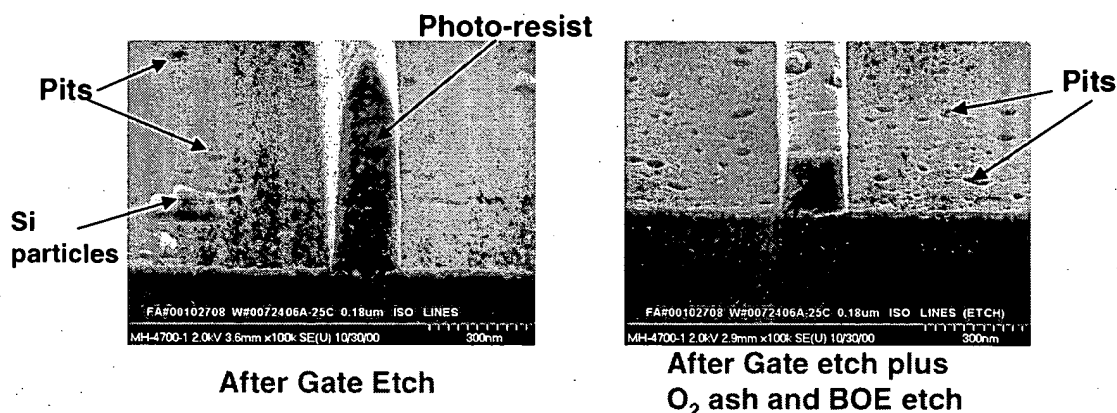 Photo-resist
Pits
Si
particles
FA#00102708 W#0072406A-25C 0.18um ISO LINES
MH-4700-1 2.0kV 3.6mm x100k SE(U) 10/30/00 300nm
After Gate Etch
Pits
FA#00102708 W#0072406A-25C 0.18um ISO LINES (ETCH)
MH-4700-1 2.0kV 2.9mm x100k SE(U) 10/30/00 300nm
After Gate etch plus
O₂ ash and BOE etch